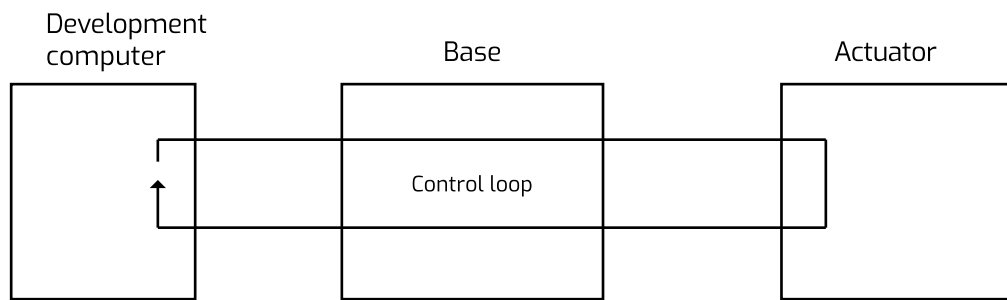 Development
computer
Base
Actuator
Control loop